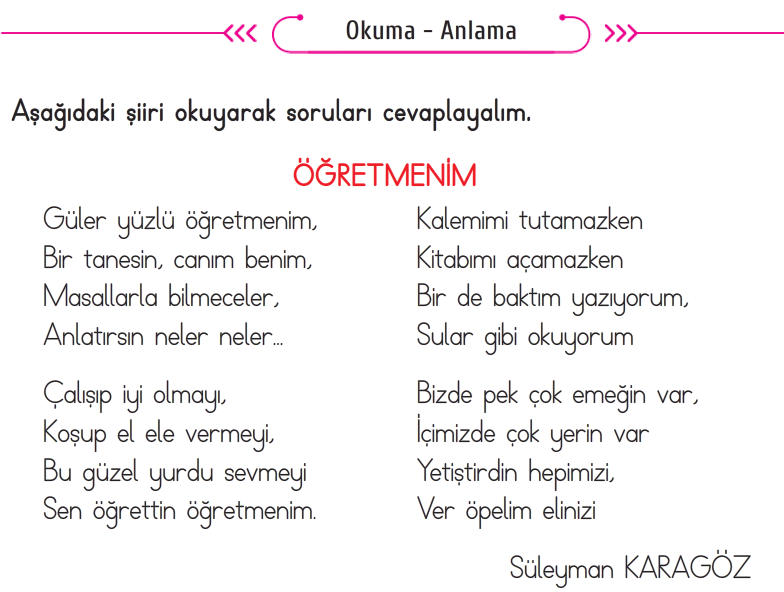 Okuma - Anlama
Aşağıdaki şiiri okuyarak soruları cevaplayalım.
ÖĞRETMENİM
Güler yüzlü öğretmenim,
Bir tanesin, canım benim,
Masallarla bilmeceler,
Anlatırsın neler neler...
Çalışıp iyi olmayı,
Koşup el ele vermeyi,
Bu güzel yurdu sevmeyi
Sen öğrettin öğretmenim.
Kalemimi tutamazken
Kitabımı açamazken
Bir de baktım yazıyorum,
Sular gibi okuyorum
Bizde pek çok emeğin var,
İçimizde çok yerin var
Yetiştirdin hepimizi,
Ver öpelim elinizi
Süleyman KARAGÖZ